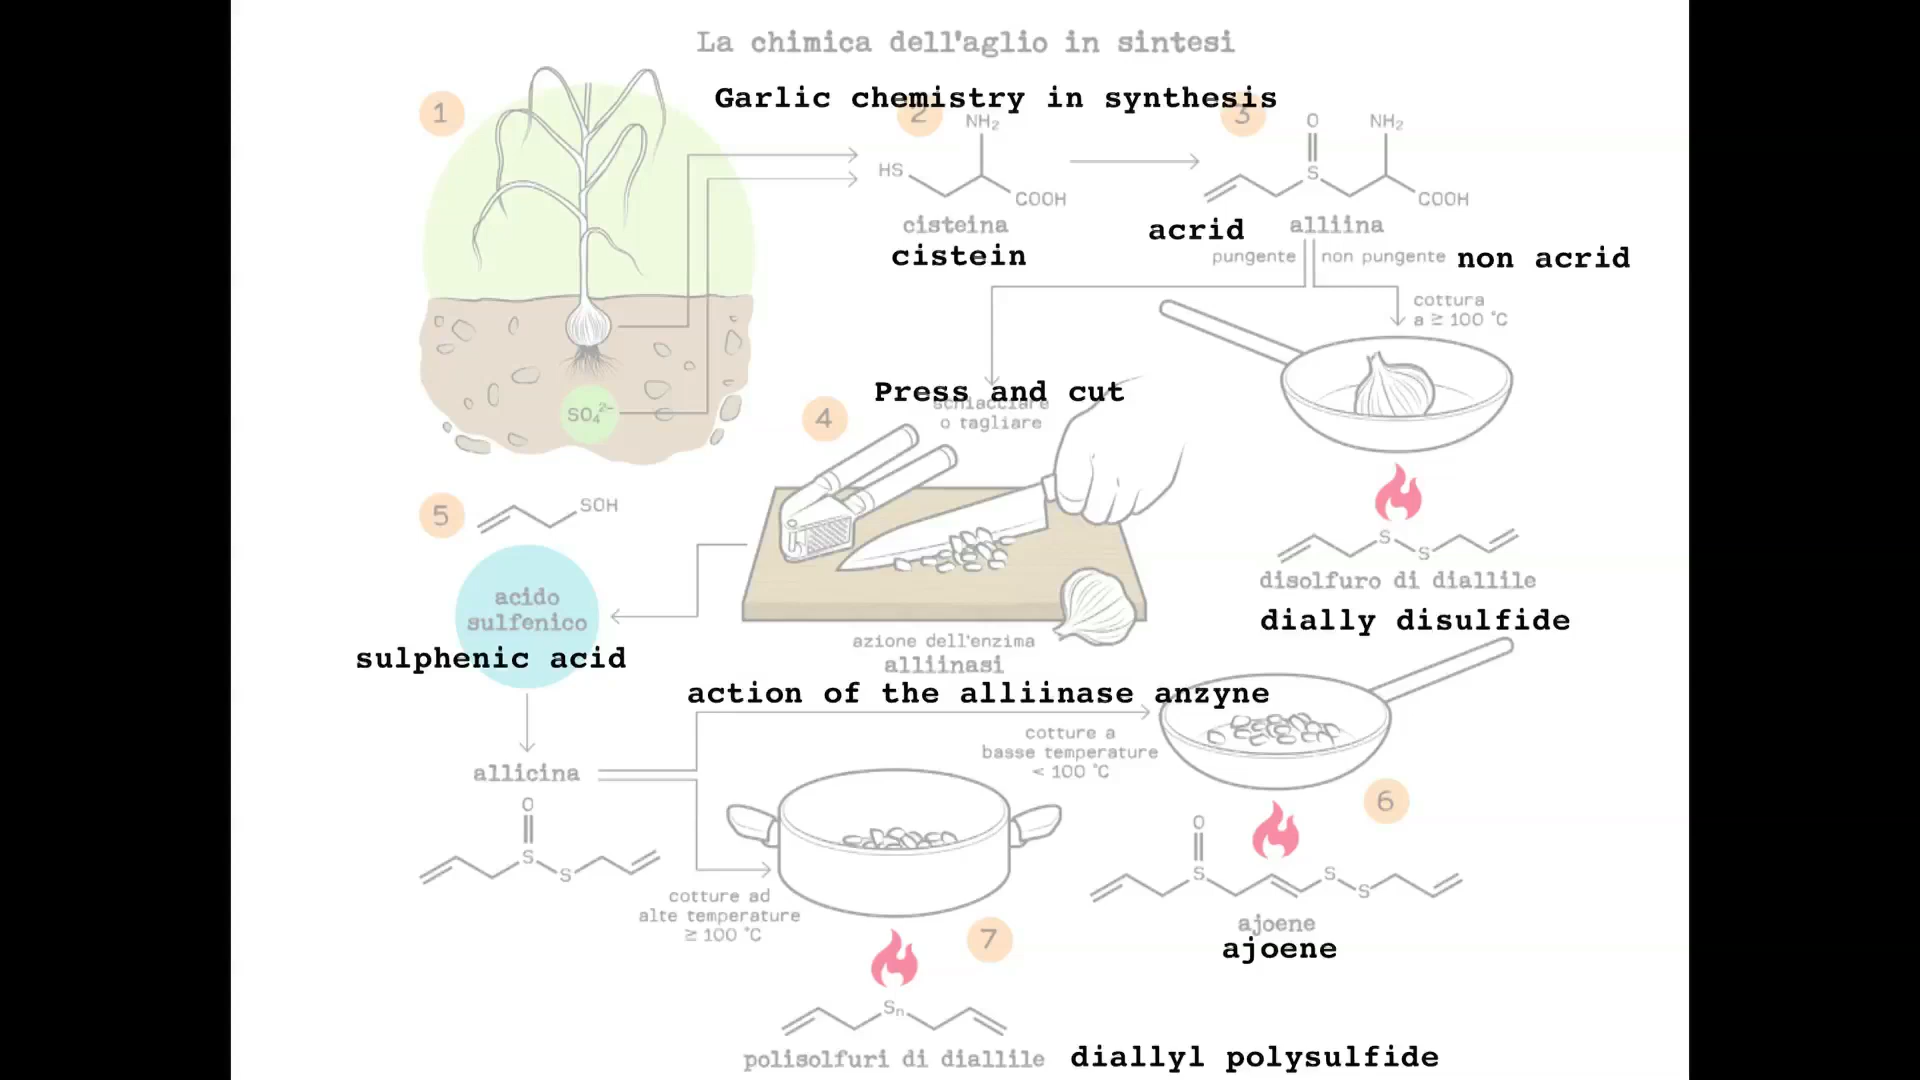 La chimica dell'aglio in sintesi
Garlic chemistry in synthesis
1
2
3
NH₂
HS
COOH
cisteina
cistein
O
S
NH₂
COOH
alliina
acrid
pungente
non pungente
non acrid
cottura
a ≥ 100 °C
SO₄²⁻
Press and cut
schiacciare
o tagliare
4
5
SOH
acido
sulfenico
sulphenic acid
azione dell'enzima
alliinasi
action of the alliinase anzyne
S
S
disolfuro di diallile
dially disulfide
allicina
O
S
S
cotture a
basse temperature
< 100 °C
6
O
S
S
S
ajoene
ajoene
cotture ad
alte temperature
≥ 100 °C
7
Sn
polisolfuri di diallile
diallyl polysulfide